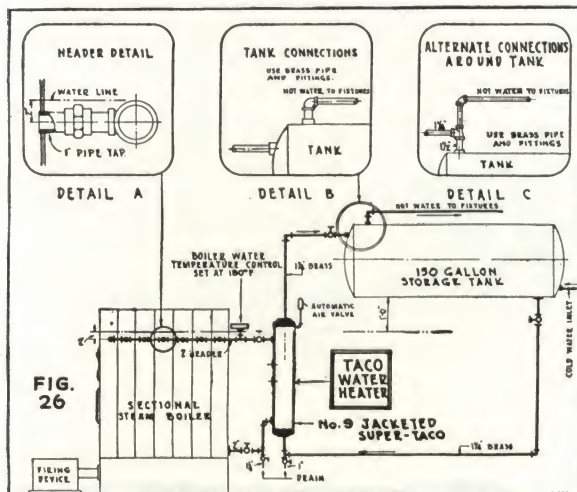 HEADER DETAIL
WATER LINE
1" PIPE TAP.
DETAIL A
TANK CONNECTIONS
USE BRASS PIPE
AND FITTINGS.
HOT WATER TO FIXTURES
TANK
DETAIL B
ALTERNATE CONNECTIONS
AROUND TANK
HOT WATER TO FIXTURES
USE BRASS PIPE
AND FITTINGS
TANK
DETAIL C
HOT WATER TO FIXTURES
BOILER WATER
TEMPERATURE CONTROL
SET AT 180°F
1¼" BRASS
AUTOMATIC
AIR VALVE
150 GALLON
STORAGE TANK
COLD WATER INLET
2" HEADER
TACO
WATER
HEATER
FIG.
26
SECTIONAL
STEAM BOILER
No. 9 JACKETED
SUPER-TACO
1¼" BRASS
FIRING
DEVICE
DRAIN